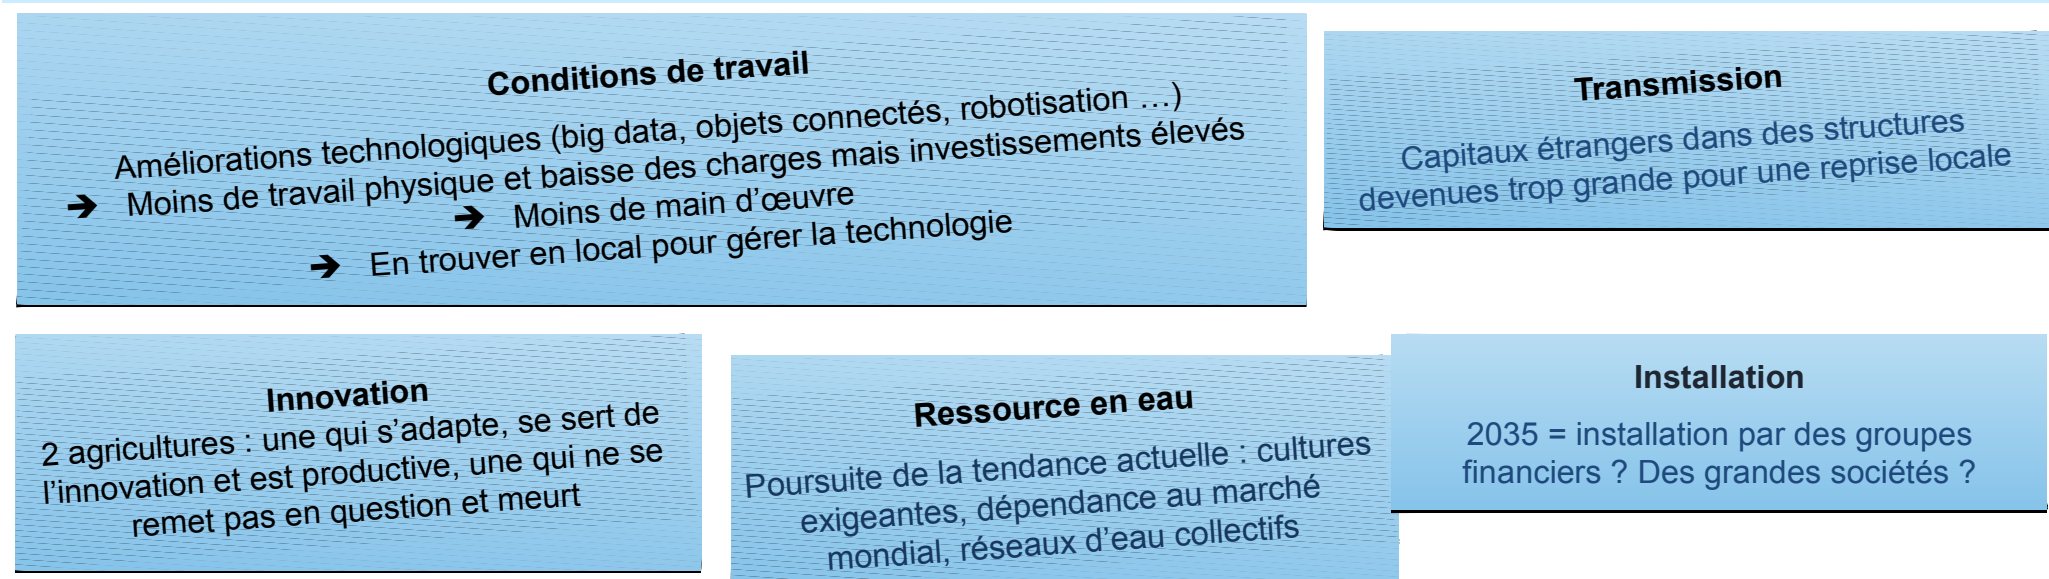 Conditions de travail
Améliorations technologiques (big data, objets connectés, robotisation …)
➔ Moins de travail physique et baisse des charges mais investissements élevés
➔ Moins de main d’œuvre
➔ En trouver en local pour gérer la technologie
Transmission
Capitaux étrangers dans des structures
devenues trop grande pour une reprise locale
Innovation
2 agricultures : une qui s’adapte, se sert de
l’innovation et est productive, une qui ne se
remet pas en question et meurt
Ressource en eau
Poursuite de la tendance actuelle : cultures
exigeantes, dépendance au marché
mondial, réseaux d’eau collectifs
Installation
2035 = installation par des groupes
financiers ? Des grandes sociétés ?